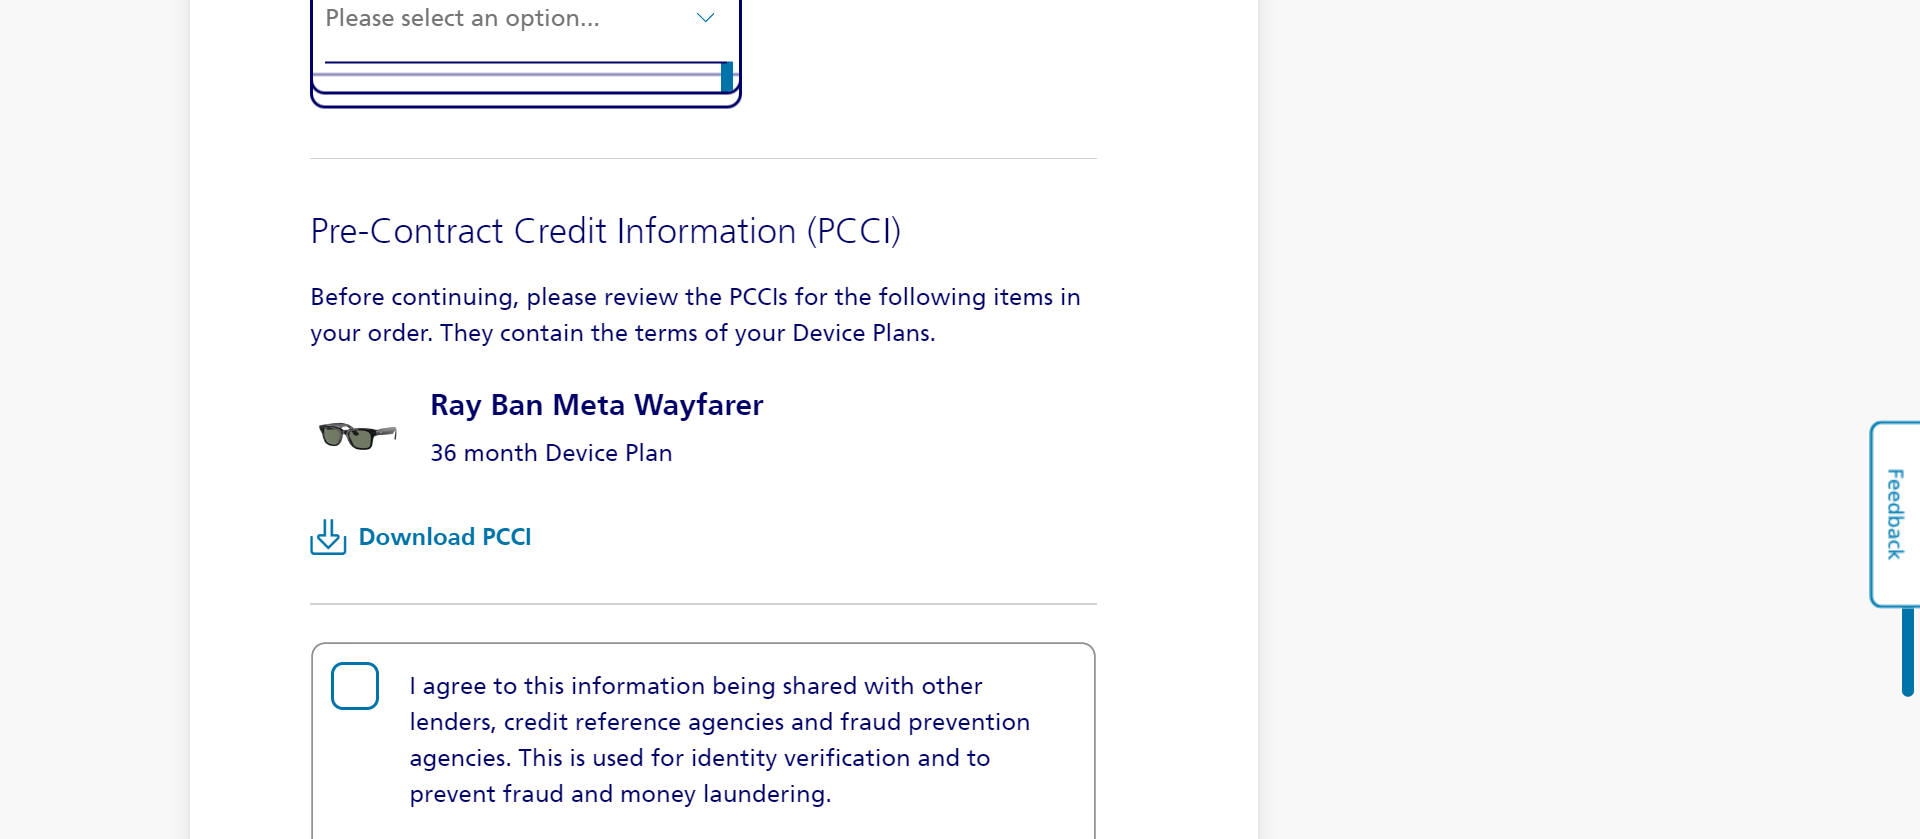 Please select an option...
Pre-Contract Credit Information (PCCI)
Before continuing, please review the PCCIs for the following items in
your order. They contain the terms of your Device Plans.
Ray Ban Meta Wayfarer
36 month Device Plan
Download PCCI
Feedback
I agree to this information being shared with other
lenders, credit reference agencies and fraud prevention
agencies. This is used for identity verification and to
prevent fraud and money laundering.